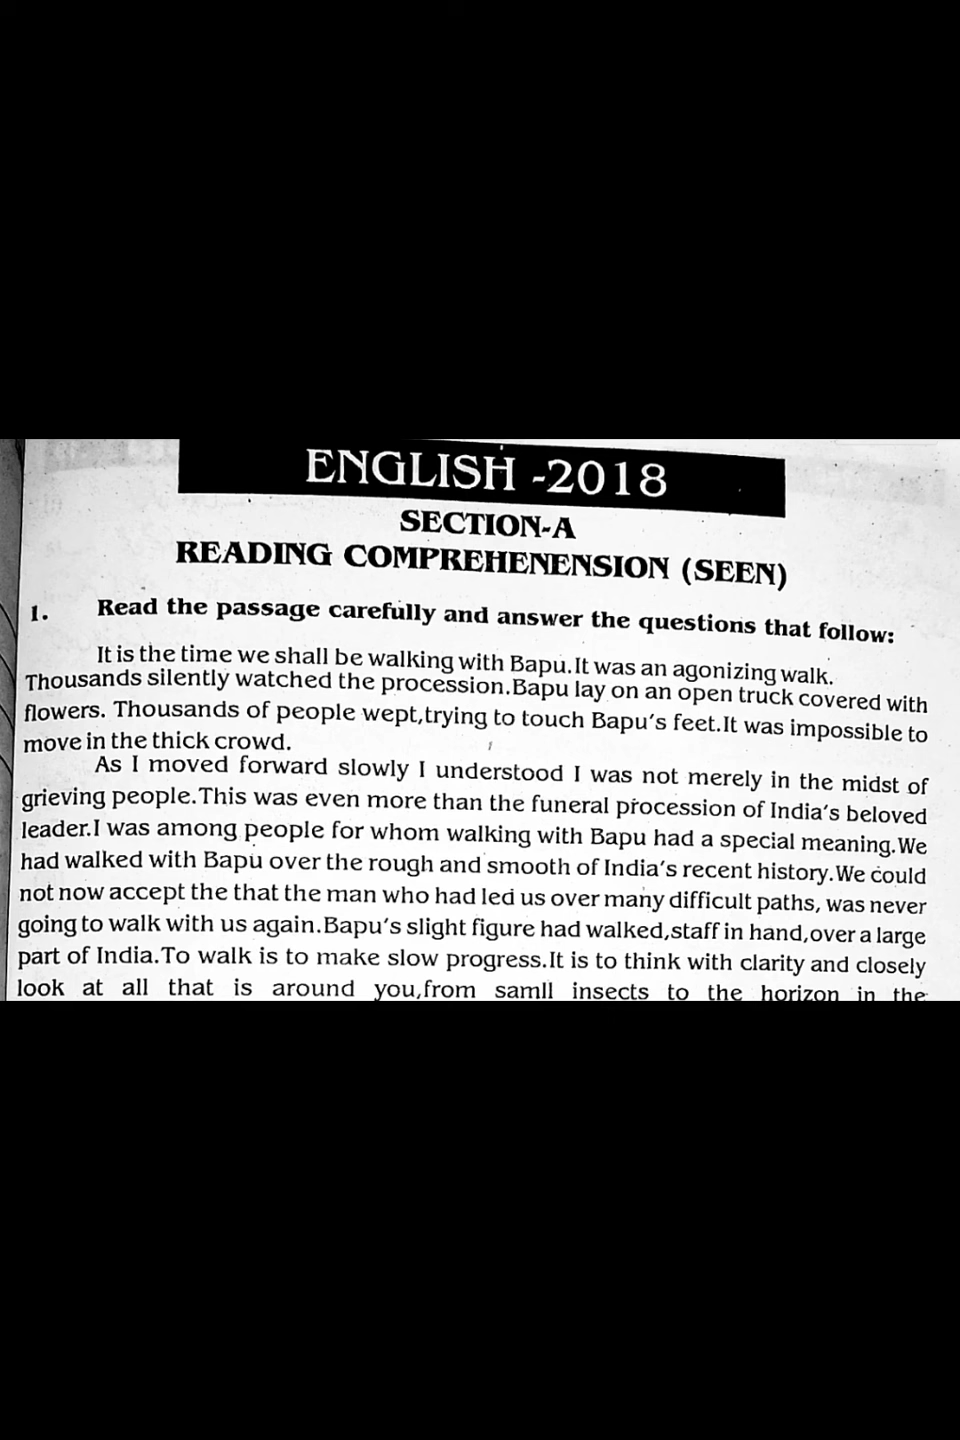 ENGLISH -2018
SECTION-A
READING COMPREHENENSION (SEEN)
1. Read the passage carefully and answer the questions that follow:
It is the time we shall be walking with Bapu.It was an agonizing walk.
Thousands silently watched the procession.Bapu lay on an open truck covered with
flowers. Thousands of people wept,trying to touch Bapu's feet.It was impossible to
move in the thick crowd.
As I moved forward slowly I understood I was not merely in the midst of
grieving people.This was even more than the funeral procession of India's beloved
leader.I was among people for whom walking with Bapu had a special meaning.We
had walked with Bapu over the rough and smooth of India's recent history.We could
not now accept the that the man who had led us over many difficult paths, was never
going to walk with us again.Bapu's slight figure had walked,staff in hand,over a large
part of India.To walk is to make slow progress.It is to think with clarity and closely
look at all that is around you,from samll insects to the horizon in the